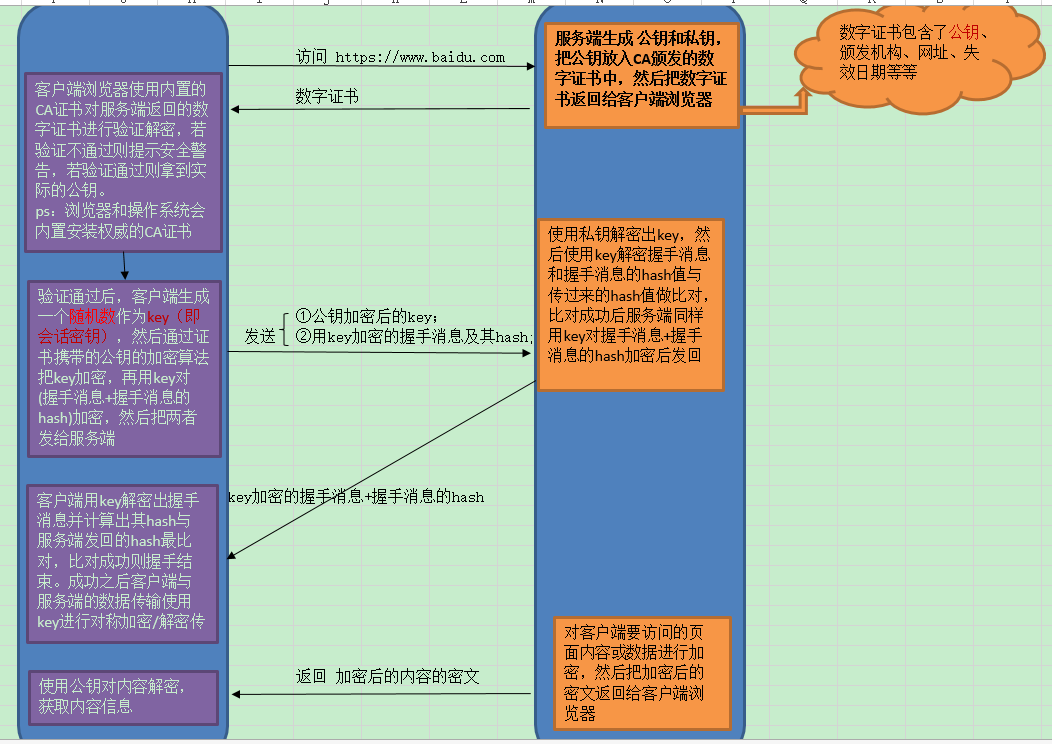 访问 https://www.baidu.com
服务端生成 公钥和私钥，
把公钥放入CA颁发的数
字证书中，然后把数字证
书返回给客户端浏览器
数字证书包含了公钥、
颁发机构、网址、失
效日期等等
数字证书
客户端浏览器使用内置的
CA证书对服务端返回的数
字证书进行验证解密，若
验证不通过则提示安全警
告，若验证通过则拿到实
际的公钥。
ps：浏览器和操作系统会
内置安装权威的CA证书
验证通过后，客户端生成
一个随机数作为key（即
会话密钥），然后通过证
书携带的公钥的加密算法
把key加密，再用key对
(握手消息+握手消息的
hash)加密，然后把两者
发给服务端
发送
①公钥加密后的key；
②用key加密的握手消息及其hash；
使用私钥解密出key，然
后使用key解密握手消息
和握手消息的hash值与
传过来的hash值做比对，
比对成功后服务端同样
用key对握手消息+握手
消息的hash加密后发回
key加密的握手消息+握手消息的hash
客户端用key解密出握手
消息并计算出其hash与
服务端发回的hash最比
对，比对成功则握手结
束。成功之后客户端与
服务端的数据传输使用
key进行对称加密/解密传
对客户端要访问的页
面内容或数据进行加
密，然后把加密后的
密文返回给客户端浏
览器
返回 加密后的内容的密文
使用公钥对内容解密，
获取内容信息